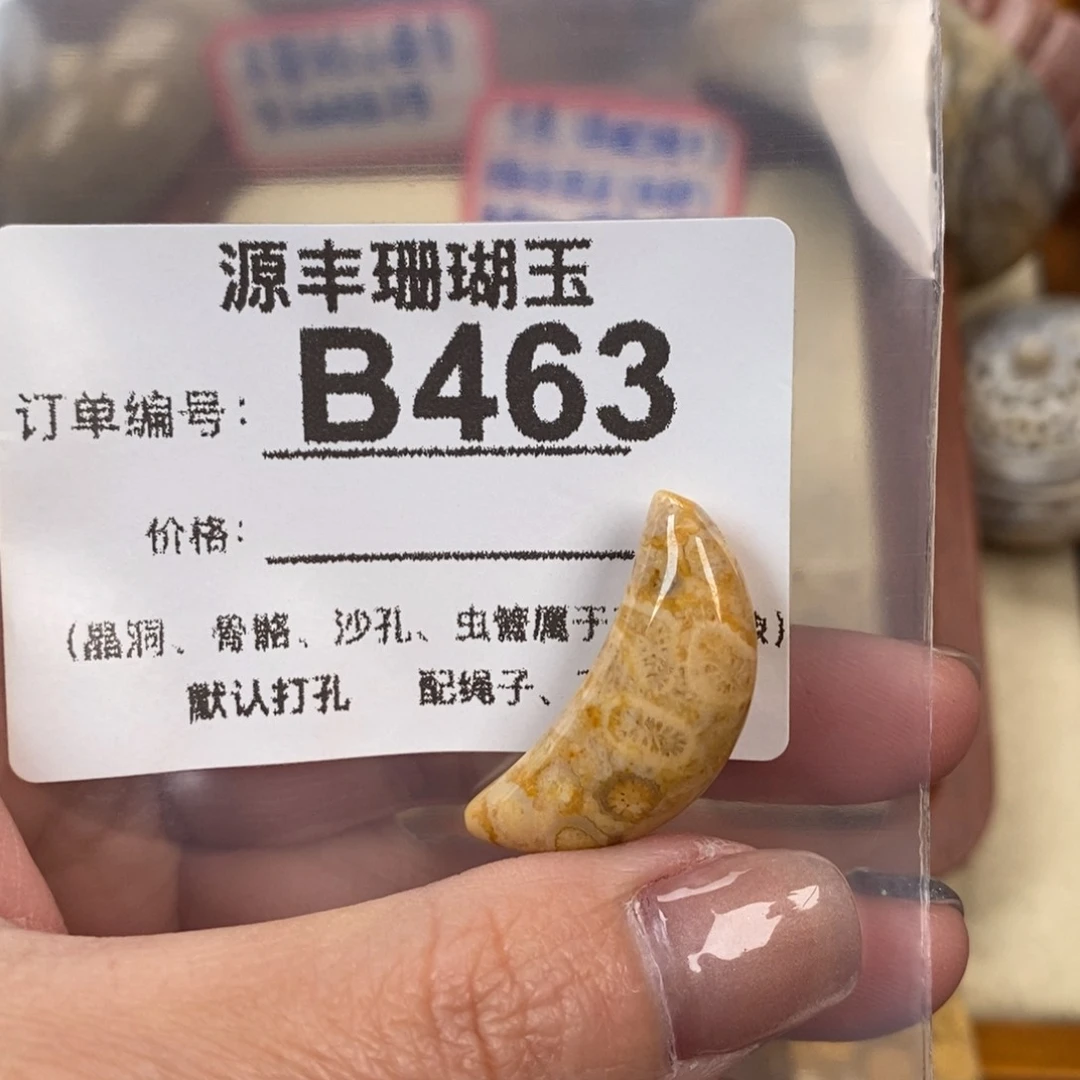 源丰珊瑚玉
订单编号: B463
价格:
(晶洞、骨骼、沙孔、虫髅属于
默认打孔 配绳子、